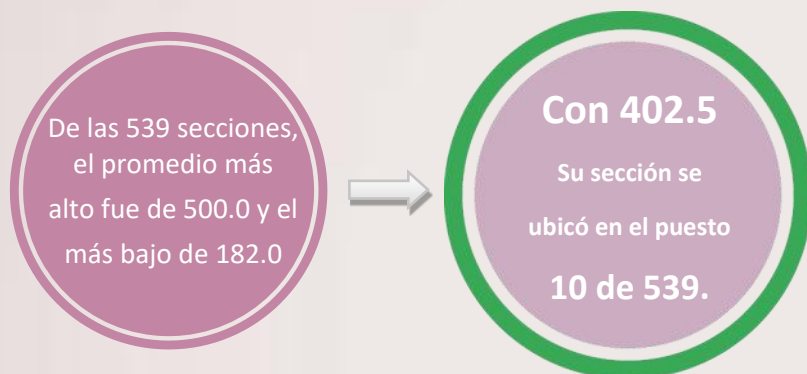 De las 539 secciones,
el promedio más
alto fue de 500.0 y el
más bajo de 182.0
Con 402.5
Su sección se
ubicó en el puesto
10 de 539.